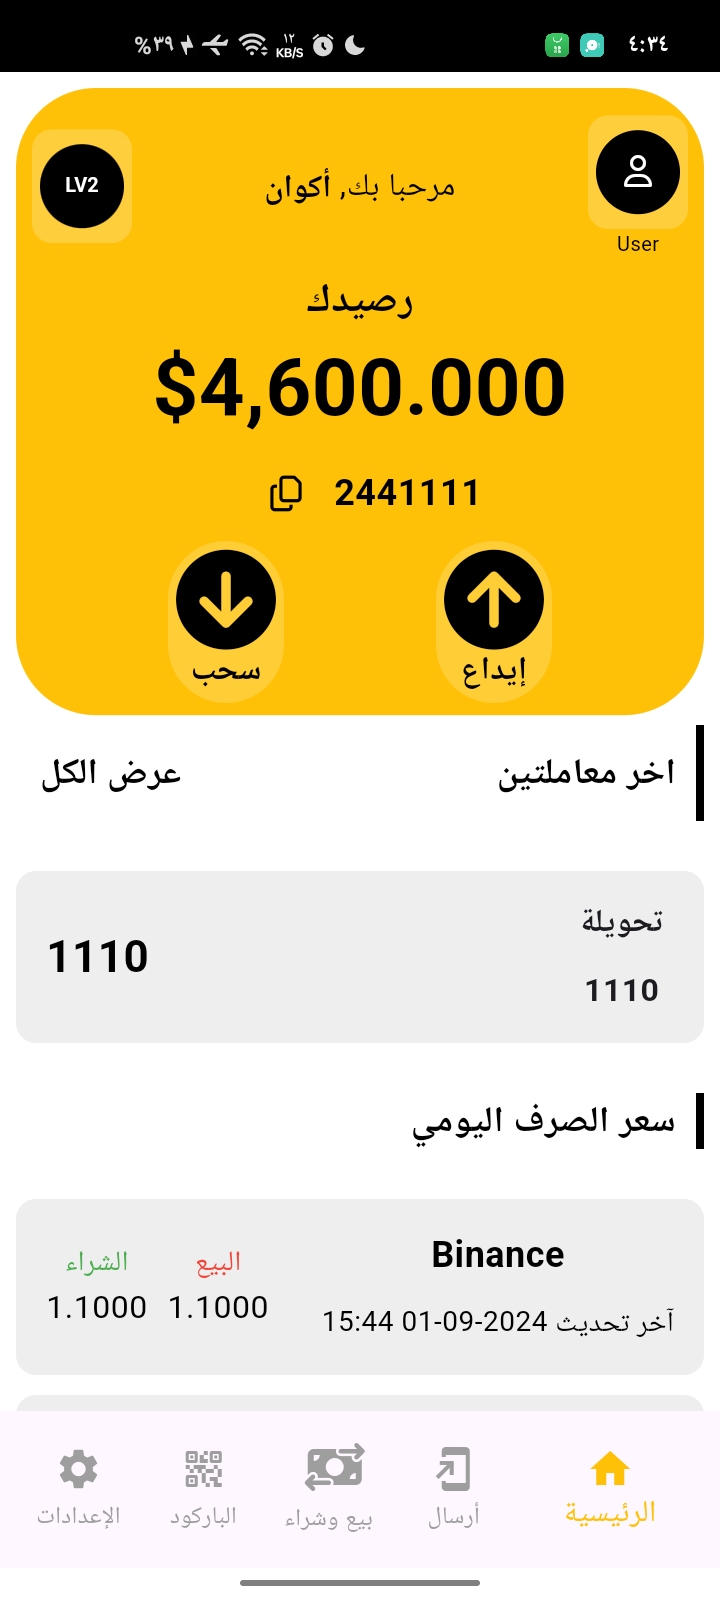 ٤:٣٤
١٢ KB/S
%٣٩
LV2
مرحبا بك, أكوان
User
رصيدك
$4,600.000
2441111
إيداع
سحب
اخر معاملتين
عرض الكل
تحويلة
1110
1110
سعر الصرف اليومي
Binance
آخر تحديث 2024-09-01 15:44
البيع
1.1000
الشراء
1.1000
الرئيسية
أرسال
بيع وشراء
الباركود
الإعدادات